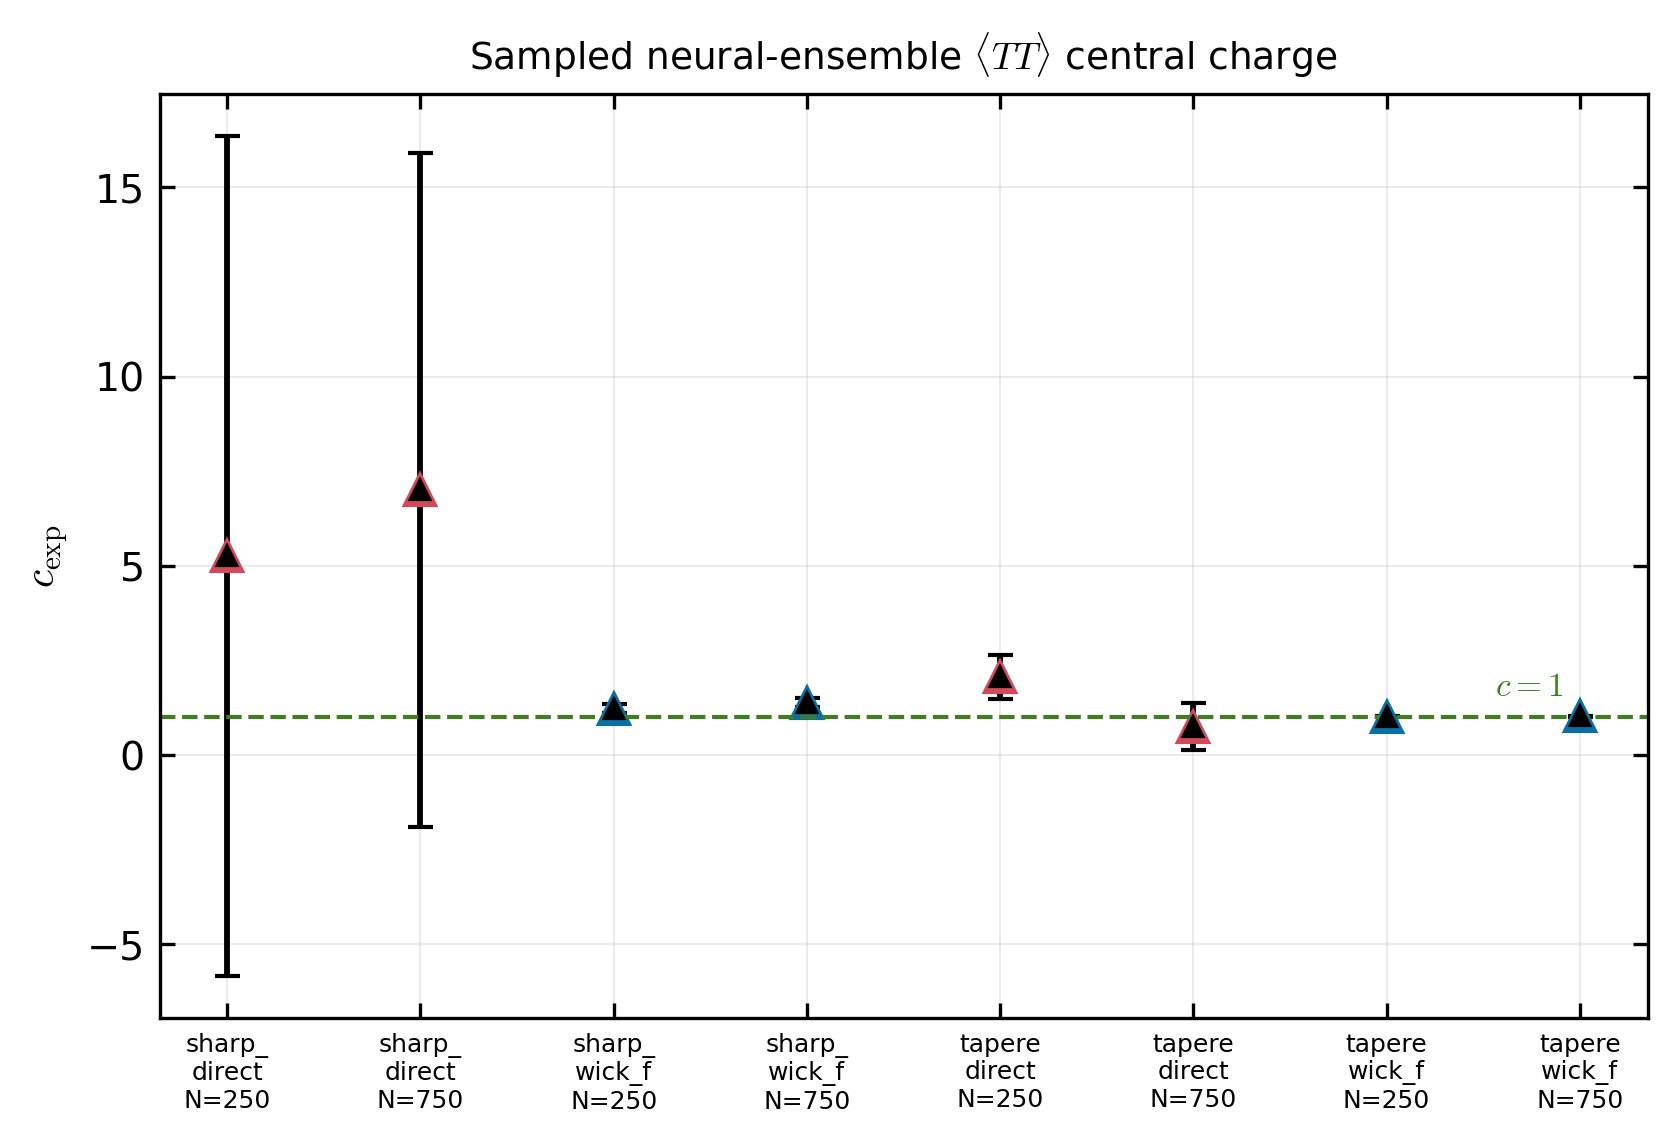 Sampled neural-ensemble ⟨TT⟩ central charge
c_exp
15
10
5
0
−5
c = 1
sharp_
direct
N=250
sharp_
direct
N=750
sharp_
wick_f
N=250
sharp_
wick_f
N=750
tapere
direct
N=250
tapere
direct
N=750
tapere
wick_f
N=250
tapere
wick_f
N=750